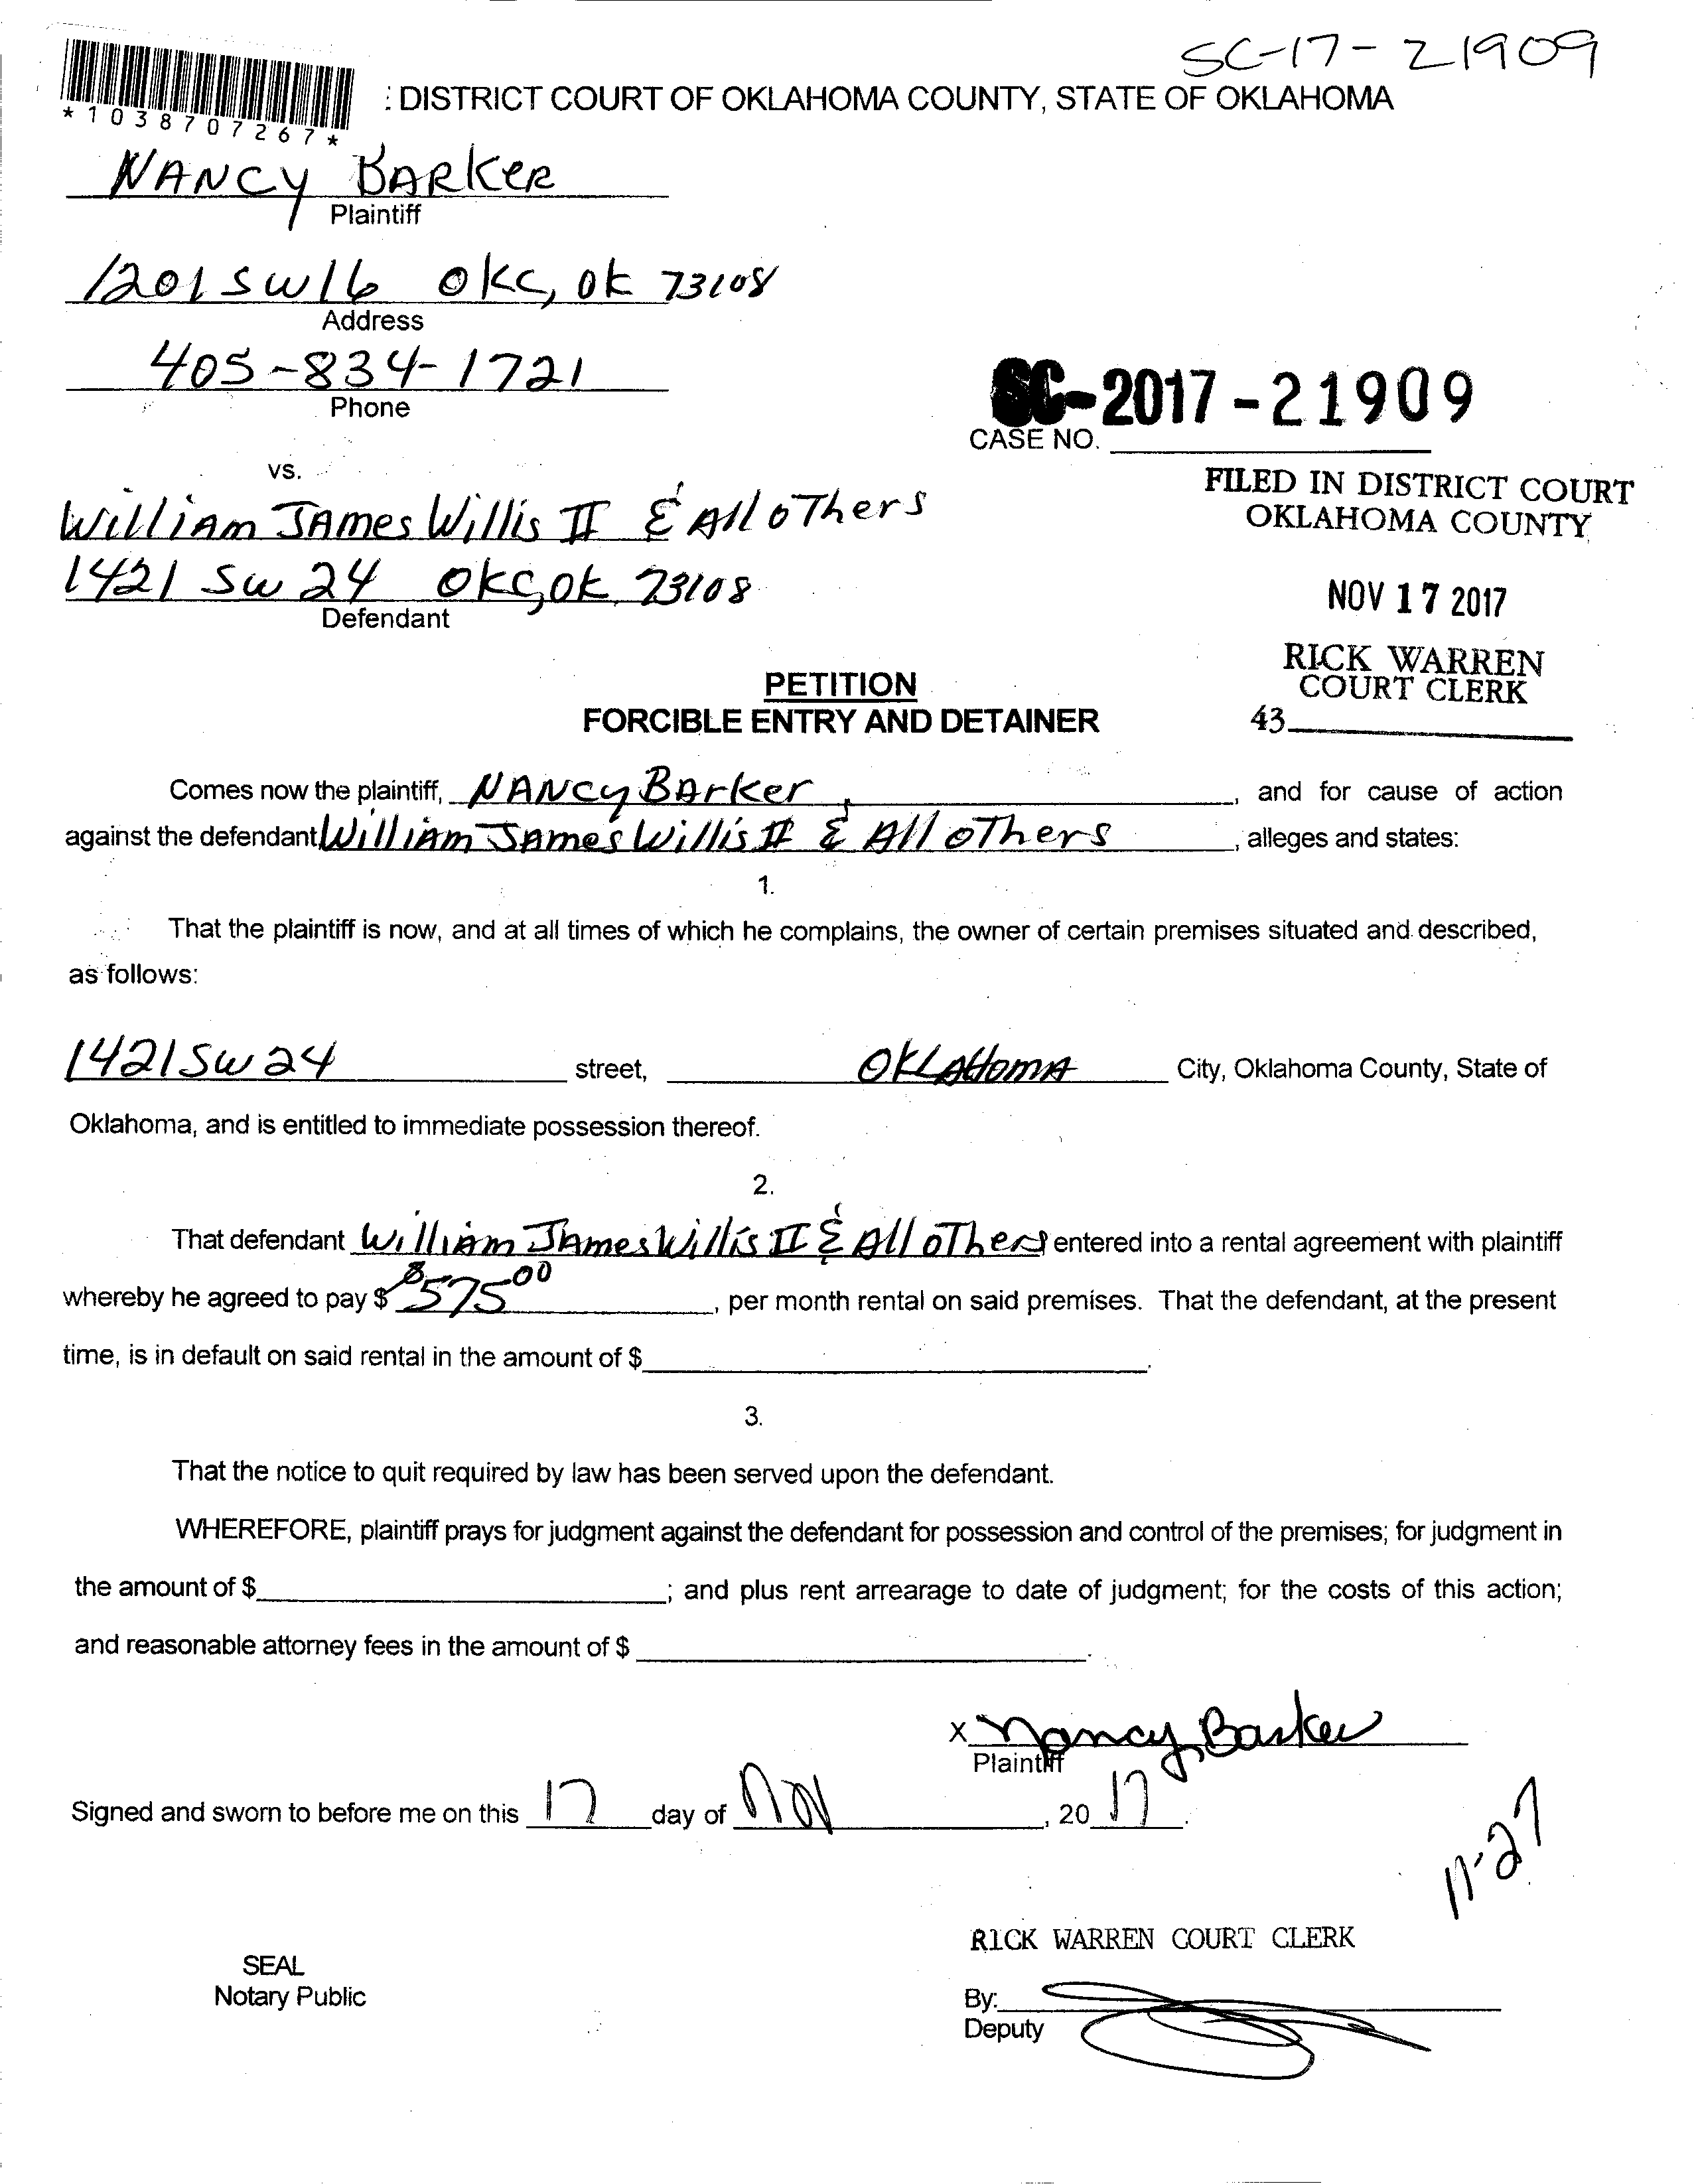 SC-17-21909
*1038707267*
: DISTRICT COURT OF OKLAHOMA COUNTY, STATE OF OKLAHOMA
NANCY BARKER
Plaintiff
1201 SW 16 OKC, OK 73108
Address
405-834-1721
Phone
SC-2017-21909
CASE NO.
vs.
William James Willis II & All oThers
1421 SW 24 OKC, OK 73108
Defendant
FILED IN DISTRICT COURT
OKLAHOMA COUNTY
NOV 17 2017
RICK WARREN
COURT CLERK
43
PETITION
FORCIBLE ENTRY AND DETAINER
Comes now the plaintiff, NANCY BArker, and for cause of action
against the defendant William James Willis II & All oThers, alleges and states:
1.
That the plaintiff is now, and at all times of which he complains, the owner of certain premises situated and described,
as follows:
1421 SW 24 street, OKLAHOMA City, Oklahoma County, State of
Oklahoma, and is entitled to immediate possession thereof.
2.
That defendant William James Willis II & All oThers entered into a rental agreement with plaintiff
whereby he agreed to pay $ $575 00, per month rental on said premises. That the defendant, at the present
time, is in default on said rental in the amount of $.
3.
That the notice to quit required by law has been served upon the defendant.
WHEREFORE, plaintiff prays for judgment against the defendant for possession and control of the premises; for judgment in
the amount of $; and plus rent arrearage to date of judgment; for the costs of this action;
and reasonable attorney fees in the amount of $.
X Nancy Barker
Plaintiff
Signed and sworn to before me on this 17 day of Nov, 20 17.
11-27
RICK WARREN COURT CLERK
SEAL
Notary Public
By:
Deputy